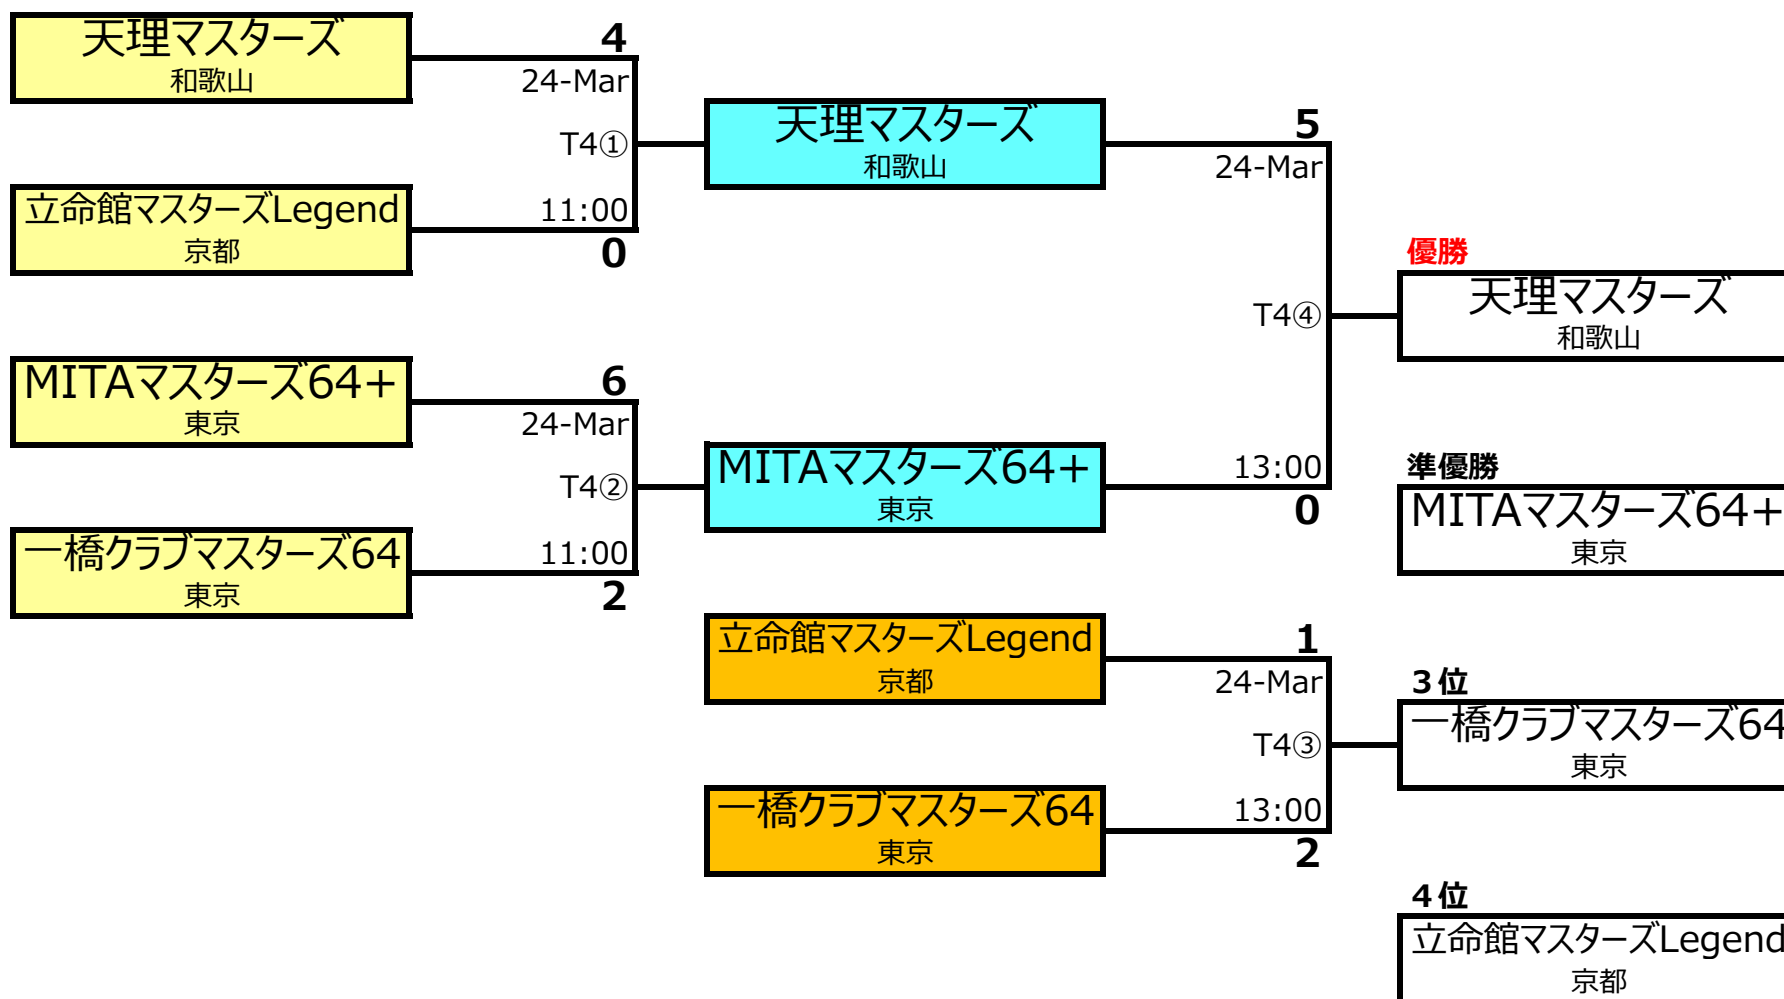 天理マスターズ
和歌山
4
24-Mar
T4①
11:00
立命館マスターズLegend
京都
0
MITAマスターズ64+
東京
6
24-Mar
T4②
11:00
一橋クラブマスターズ64
東京
2
天理マスターズ
和歌山
5
24-Mar
T4④
13:00
MITAマスターズ64+
東京
0
立命館マスターズLegend
京都
1
24-Mar
T4③
13:00
一橋クラブマスターズ64
東京
2
優勝
天理マスターズ
和歌山
準優勝
MITAマスターズ64+
東京
３位
一橋クラブマスターズ64
東京
４位
立命館マスターズLegend
京都